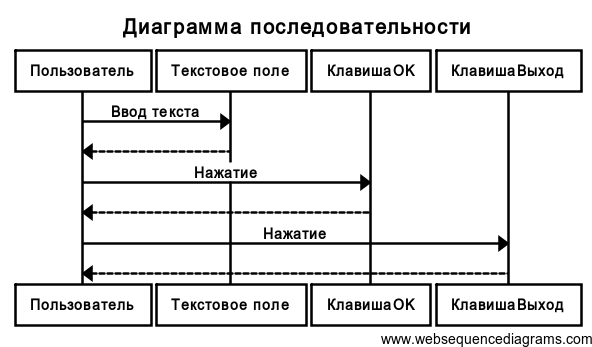 Диаграмма последовательности
Пользователь Текстовое поле КлавишаOK КлавишаВыход
Ввод текста
Нажатие
Нажатие
Пользователь Текстовое поле КлавишаOK КлавишаВыход
www.websequencediagrams.com